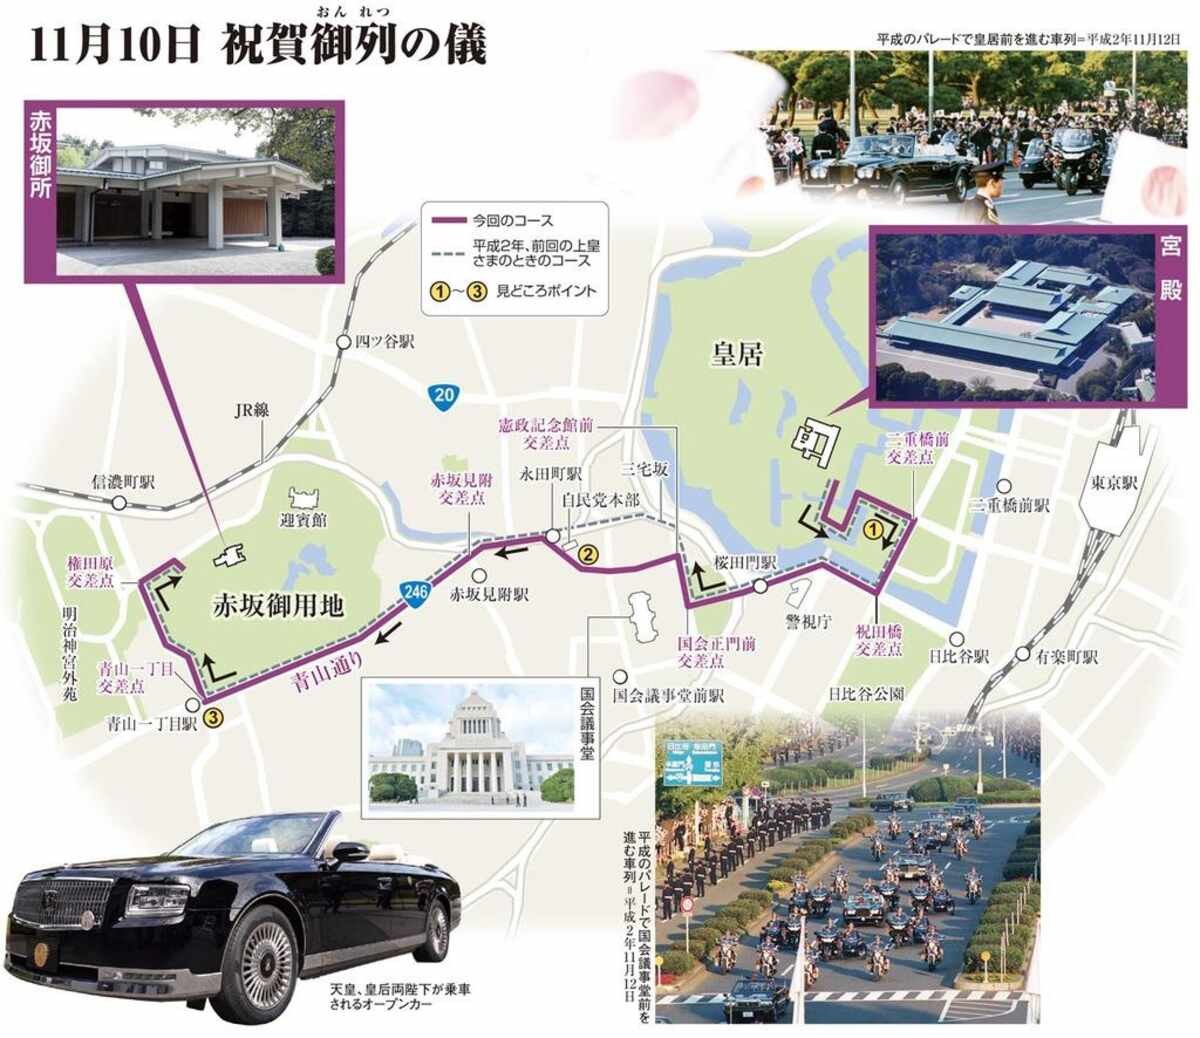 おん れつ
11月10日 祝賀御列の儀
平成のパレードで皇居前を進む車列=平成2年11月12日
赤坂御所
今回のコース
平成2年、前回の上皇
さまのときのコース
①〜③ 見どころポイント
宮殿
皇居
四ツ谷駅
20
JR線
憲政記念館前
交差点
二重橋前
交差点
信濃町駅
赤坂見附
交差点
永田町駅
三宅坂
自民党本部
東京駅
二重橋前駅
迎賓館
①
②
権田原
交差点
桜田門駅
246
赤坂見附駅
赤坂御用地
明治神宮外苑
警視庁
祝田橋
交差点
国会正門前
交差点
日比谷駅
有楽町駅
青山一丁目
交差点
青山通り
国会議事堂前駅
日比谷公園
青山一丁目駅
③
国会議事堂
日比谷
桜田門
平成のパレードで国会議事堂前を
進む車列=平成2年11月12日
天皇、皇后両陛下が乗車
されるオープンカー